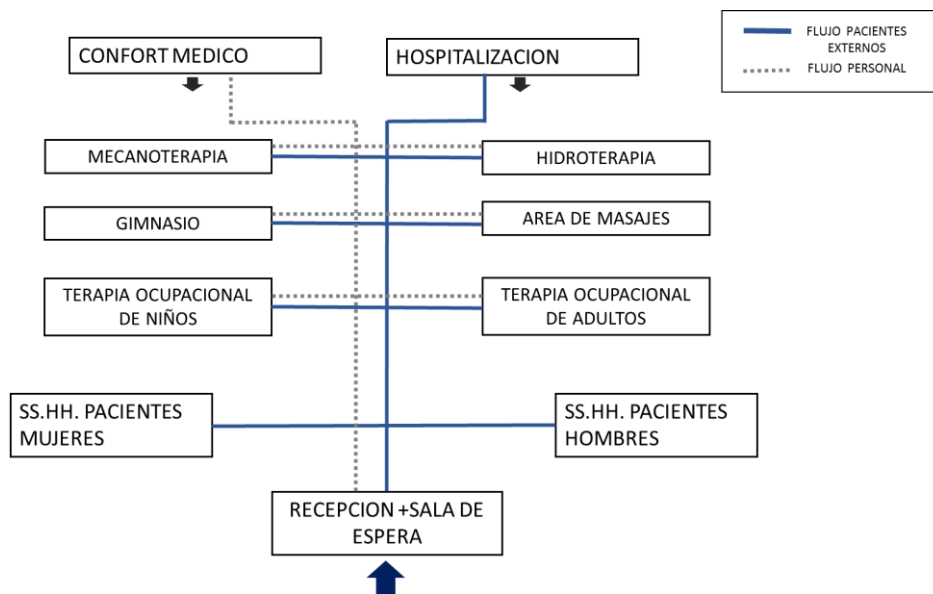 CONFORT MEDICO
HOSPITALIZACION
FLUJO PACIENTES
EXTERNOS
FLUJO PERSONAL
MECANOTERAPIA
HIDROTERAPIA
GIMNASIO
AREA DE MASAJES
TERAPIA OCUPACIONAL
DE NIÑOS
TERAPIA OCUPACIONAL
DE ADULTOS
SS.HH. PACIENTES
MUJERES
SS.HH. PACIENTES
HOMBRES
RECEPCION +SALA DE
ESPERA